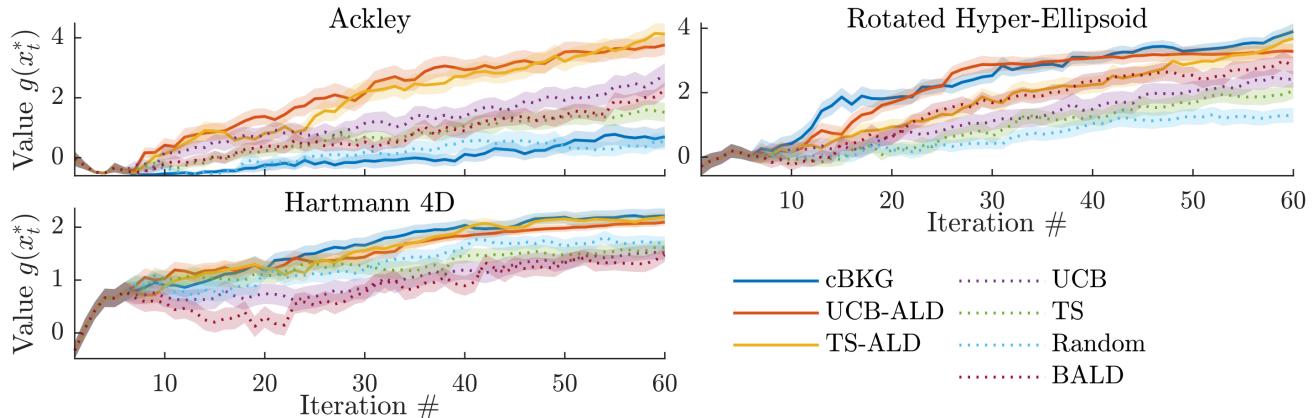 Ackley
Value g(x*t)
4
2
0
Rotated Hyper-Ellipsoid
4
2
0
10 20 30 40 50 60
Iteration #
Hartmann 4D
Value g(x*t)
2
1
0
10 20 30 40 50 60
Iteration #
cBKG
UCB-ALD
TS-ALD
UCB
TS
Random
BALD